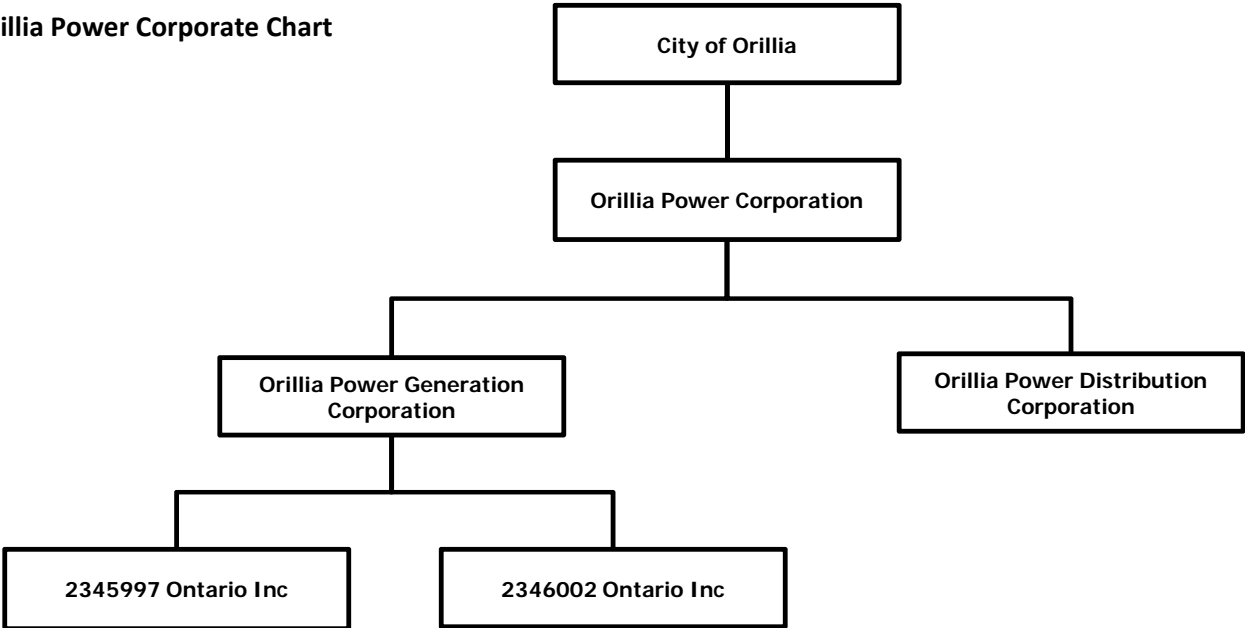 illia Power Corporate Chart
City of Orillia
Orillia Power Corporation
Orillia Power Generation
Corporation
Orillia Power Distribution
Corporation
2345997 Ontario Inc
2346002 Ontario Inc